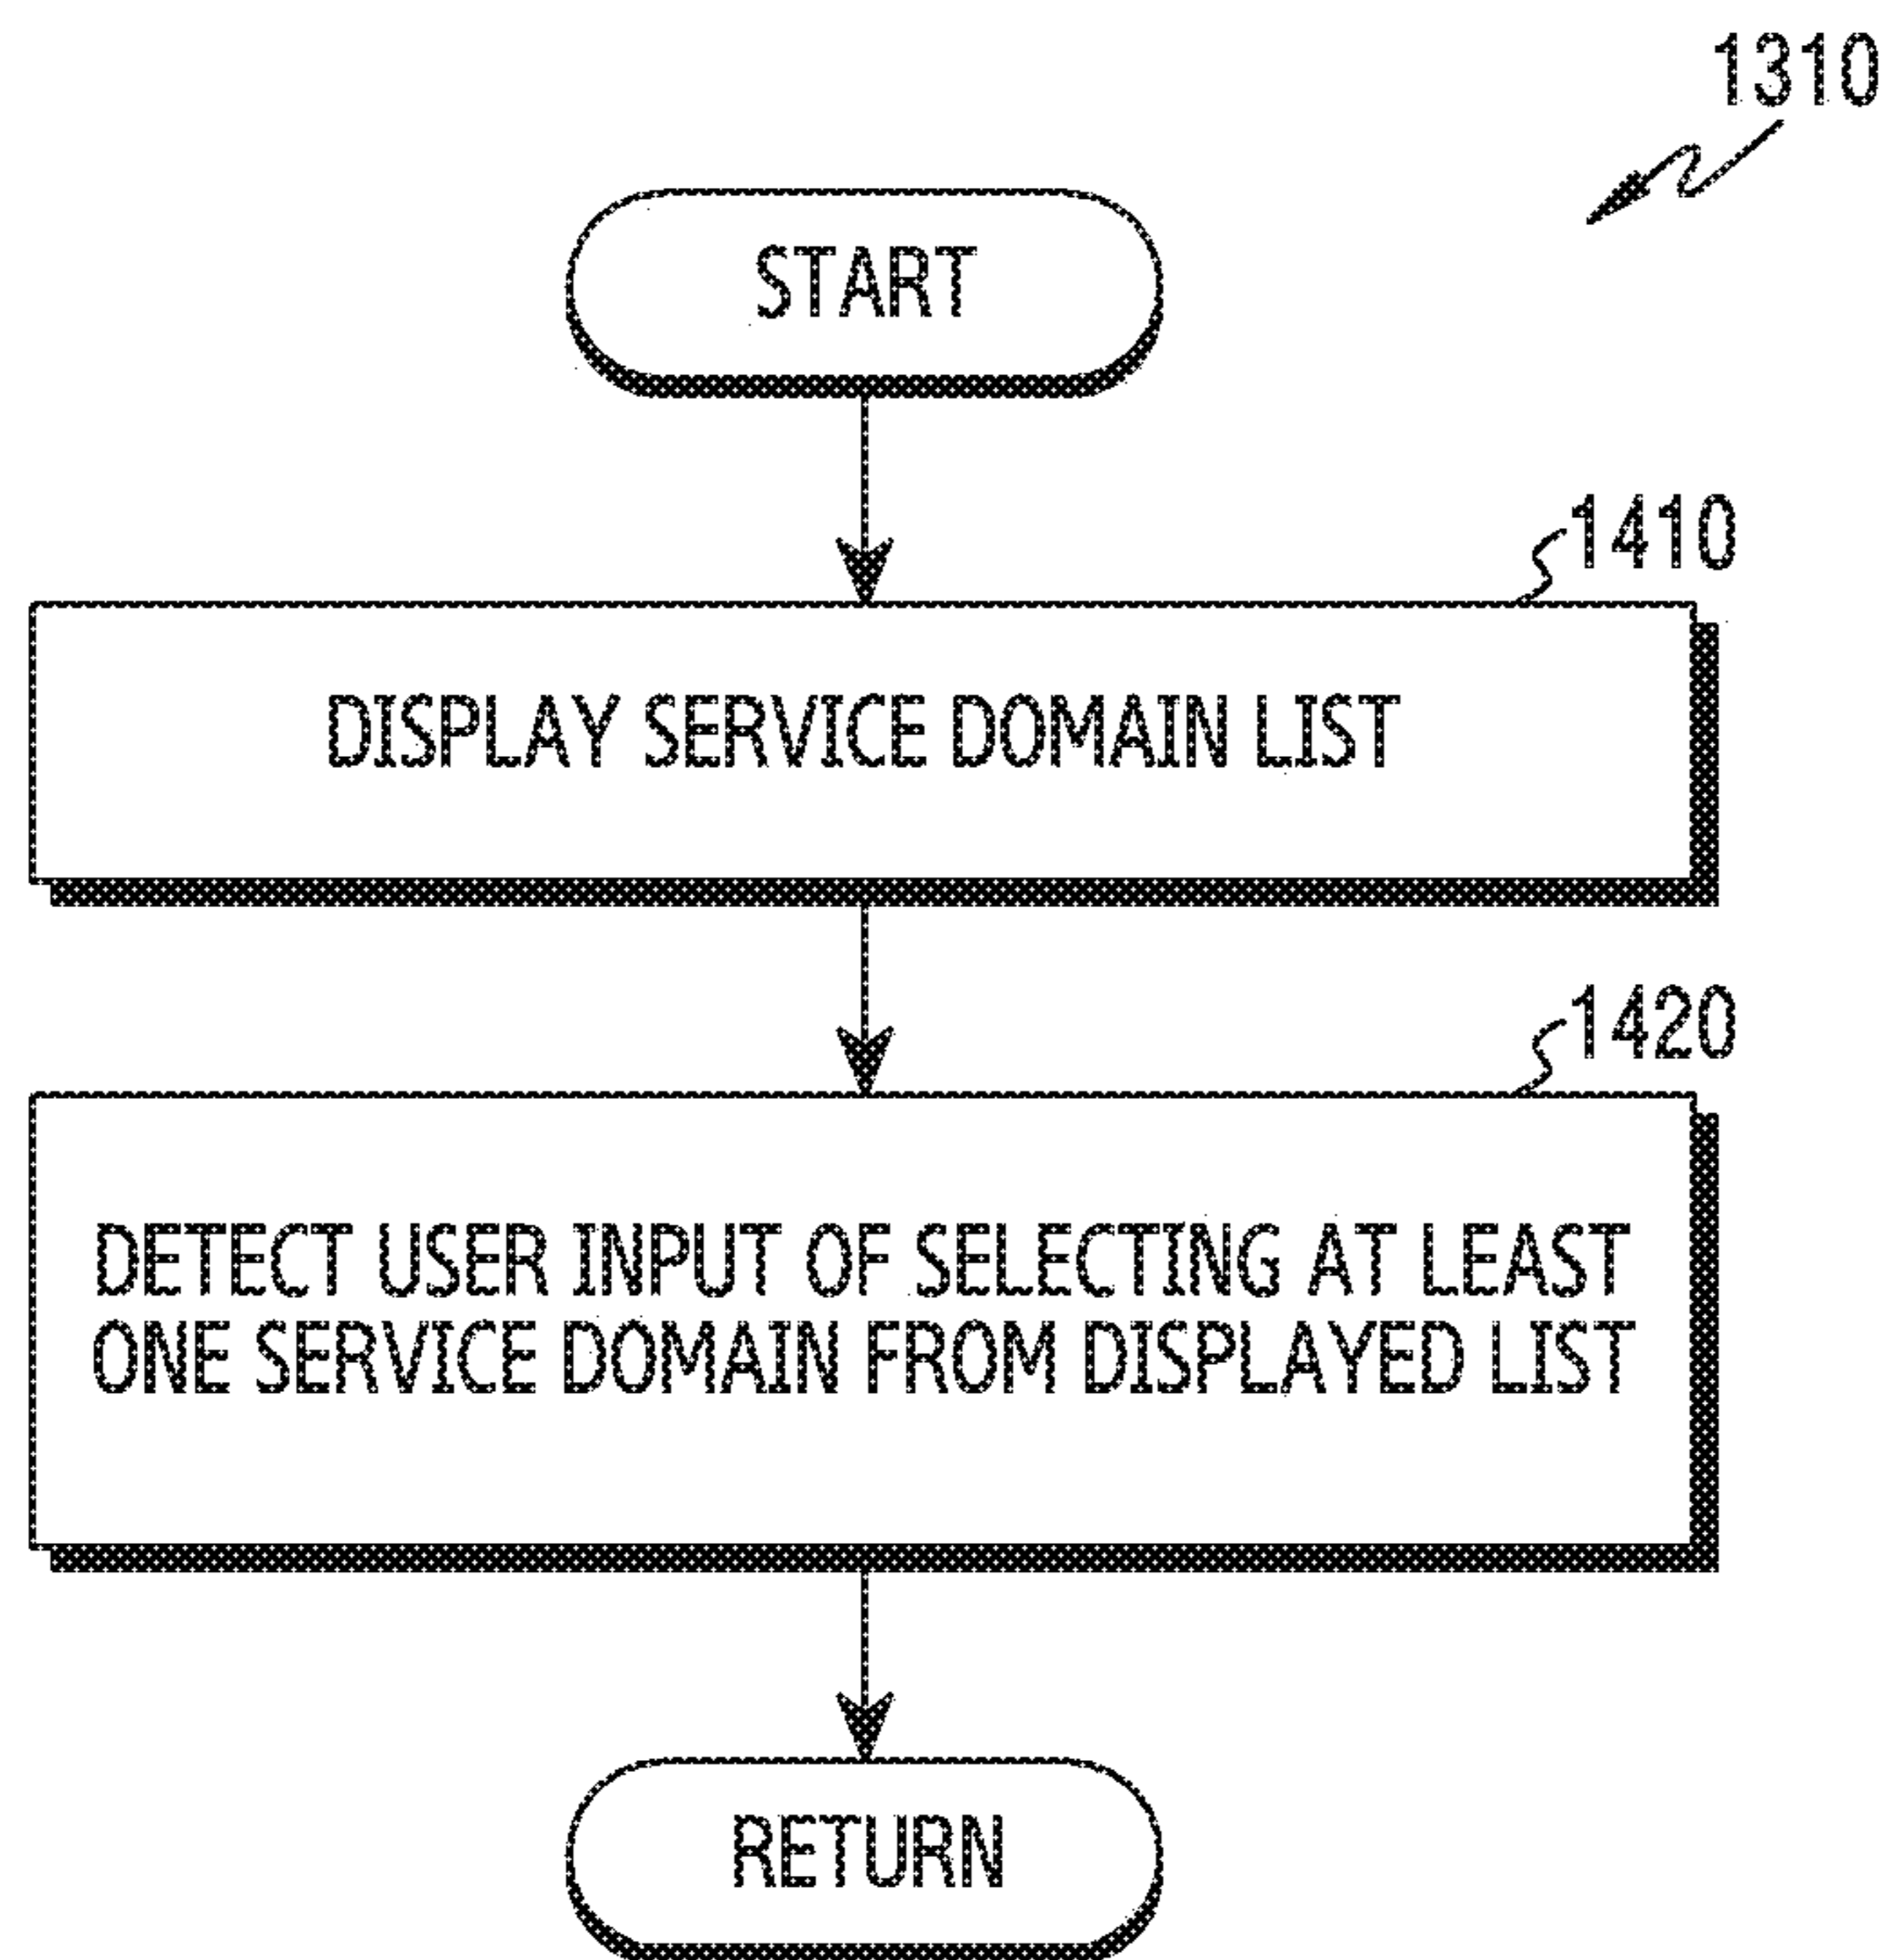 1310
START
1410
DISPLAY SERVICE DOMAIN LIST
1420
DETECT USER INPUT OF SELECTING AT LEAST
ONE SERVICE DOMAIN FROM DISPLAYED LIST
RETURN